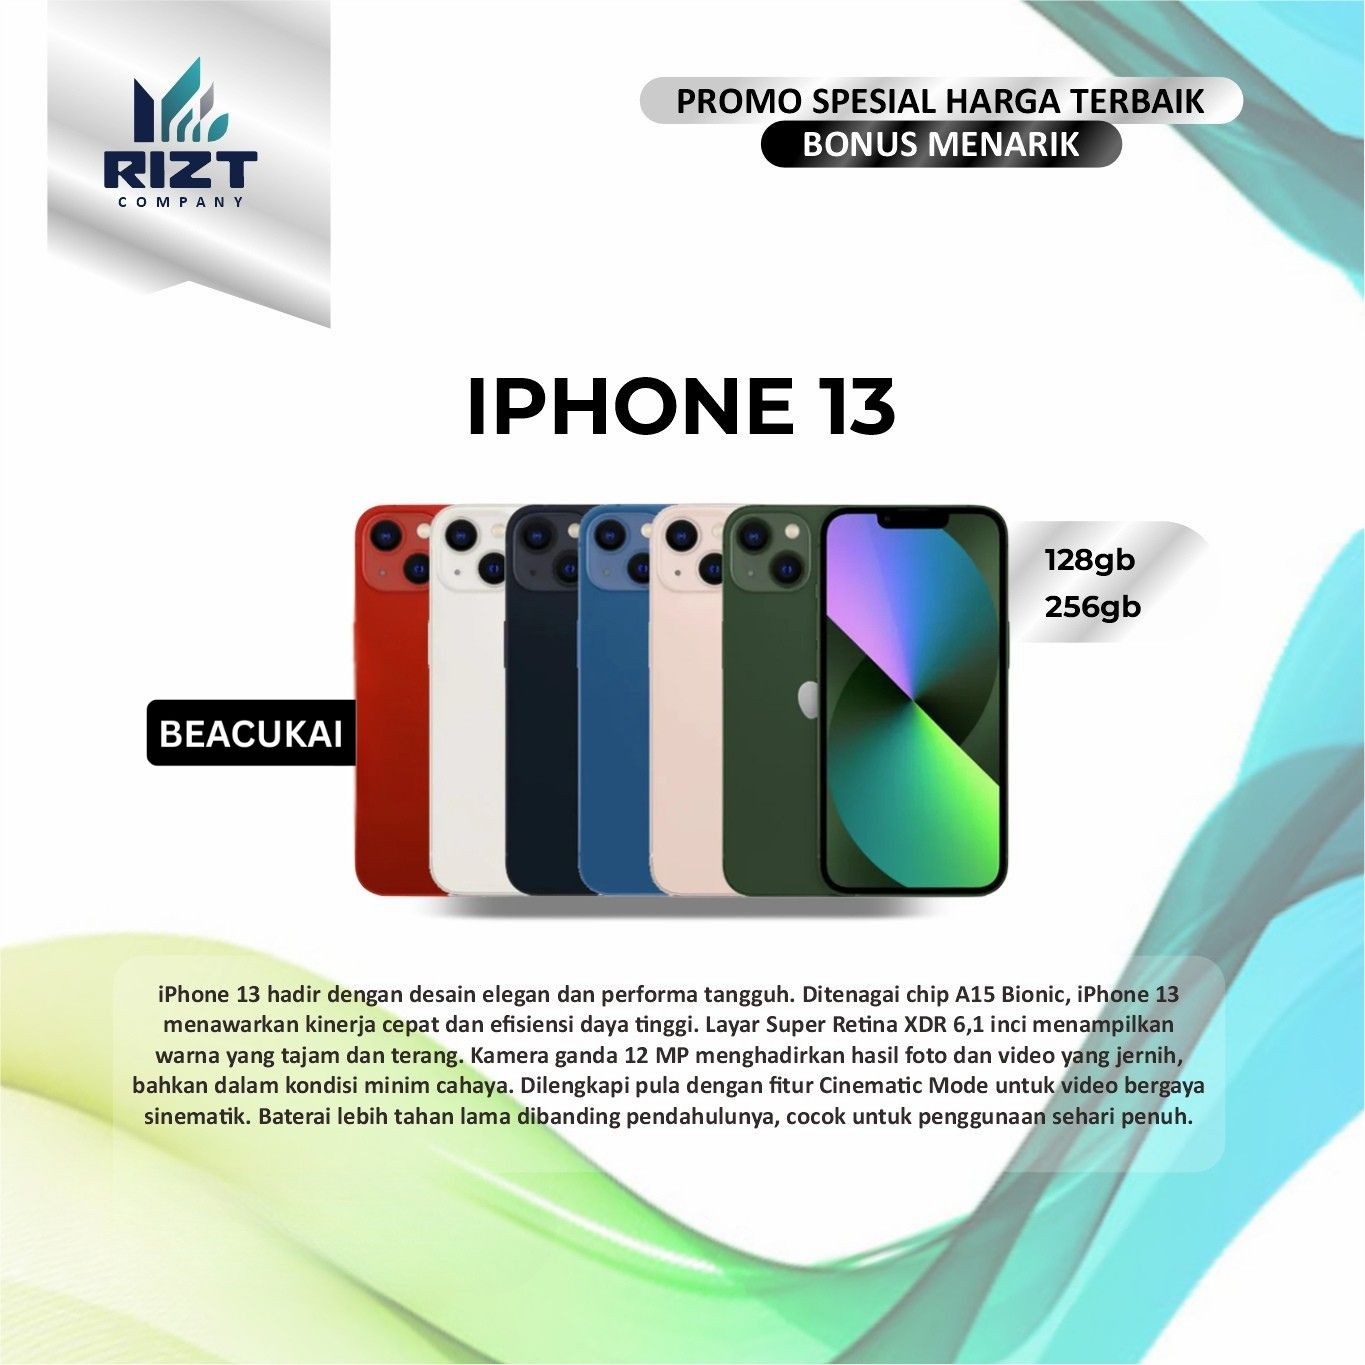 RIZT
COMPANY
PROMO SPESIAL HARGA TERBAIK
BONUS MENARIK
IPHONE 13
128gb
256gb
BEACUKAI
iPhone 13 hadir dengan desain elegan dan performa tangguh. Ditenagai chip A15 Bionic, iPhone 13
menawarkan kinerja cepat dan efisiensi daya tinggi. Layar Super Retina XDR 6,1 inci menampilkan
warna yang tajam dan terang. Kamera ganda 12 MP menghadirkan hasil foto dan video yang jernih,
bahkan dalam kondisi minim cahaya. Dilengkapi pula dengan fitur Cinematic Mode untuk video bergaya
sinematik. Baterai lebih tahan lama dibanding pendahulunya, cocok untuk penggunaan sehari penuh.